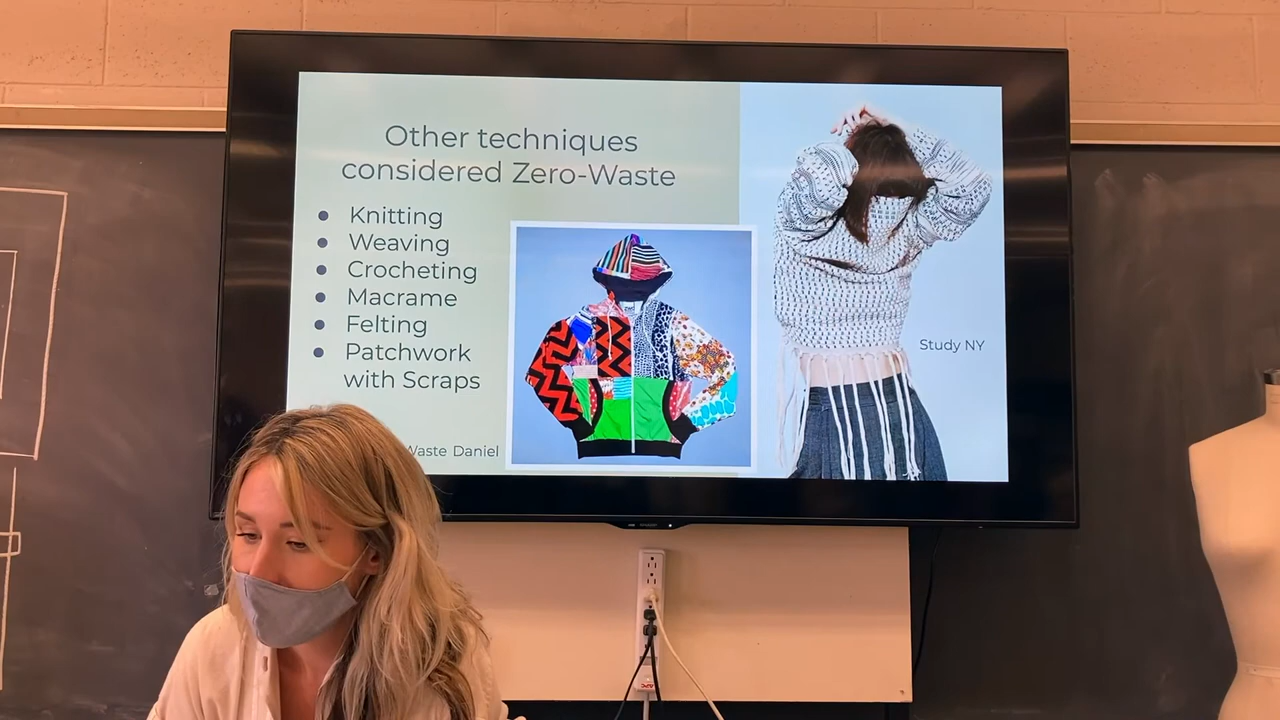 Other techniques
considered Zero-Waste
Knitting
Weaving
Crocheting
Macrame
Felting
Patchwork
with Scraps
Waste Daniel
Study NY